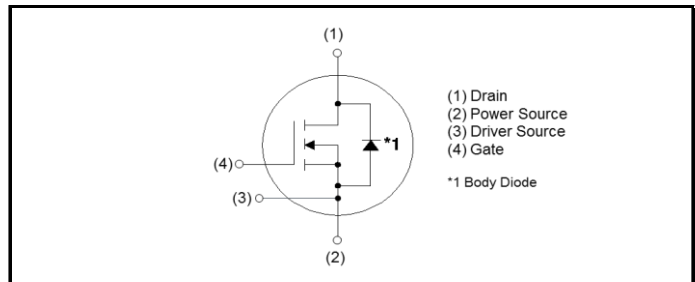 (1)
(1) Drain
(2) Power Source
(3) Driver Source
(4) Gate
*1 Body Diode
*1
(4)
(3)
(2)